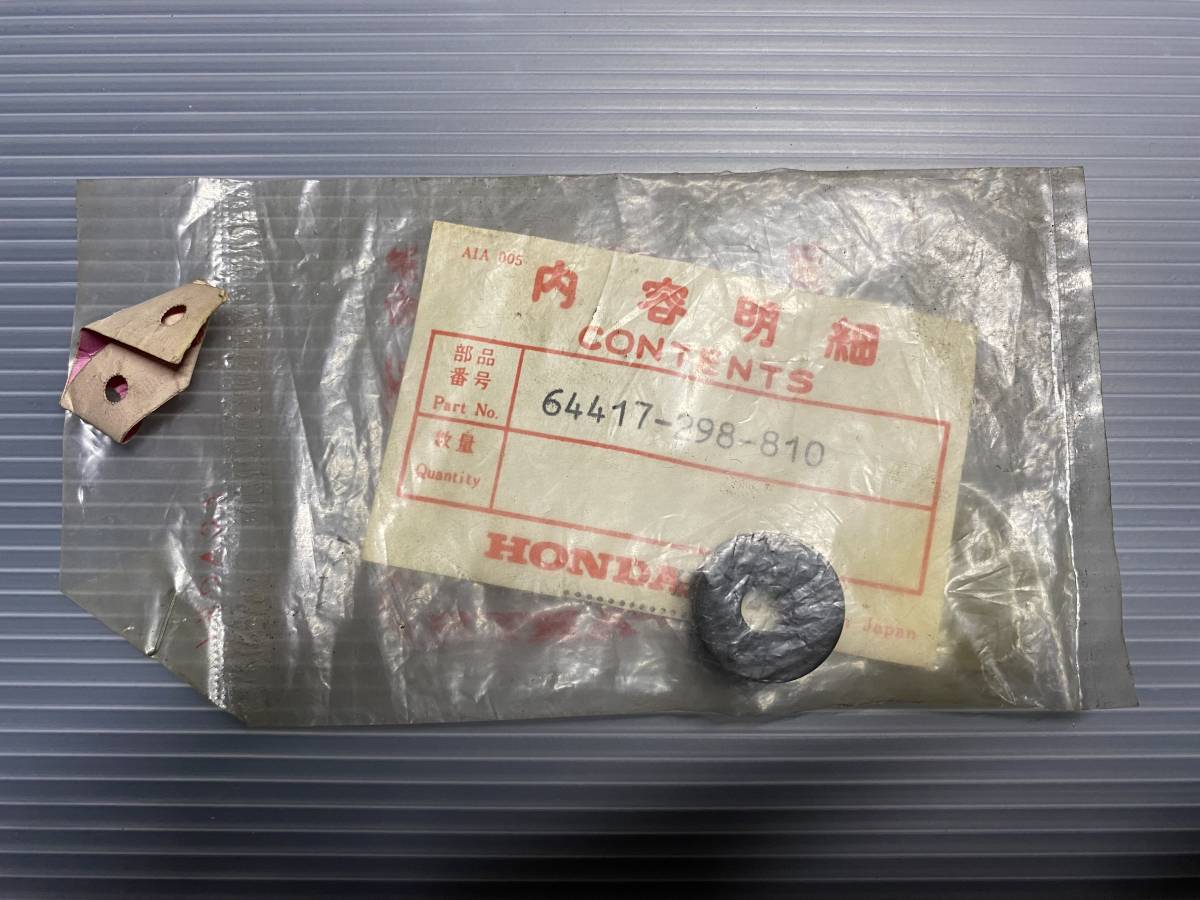 AIA 005
内容明細
CONTENTS
部品
番号
Part No.
64417-298-810
数量
Quantity
HONDA
Japan